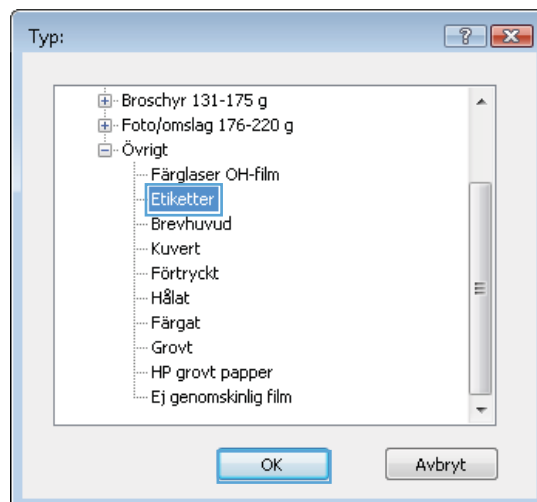 Typ:
Broschyr 131-175 g
Foto/omslag 176-220 g
Övrigt
Färglaser OH-film
Etiketter
Brevhuvud
Kuvert
Förtryckt
Hålat
Färgat
Grovt
HP grovt papper
Ej genomskinlig film
OK Avbryt